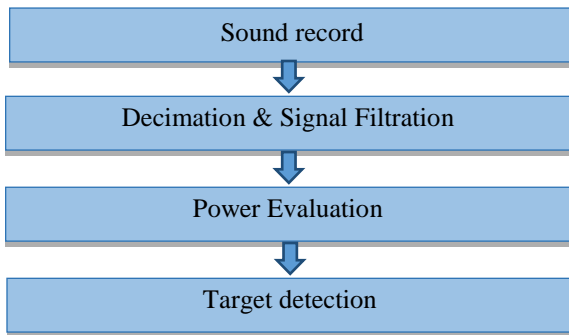 Sound record
Decimation & Signal Filtration
Power Evaluation
Target detection